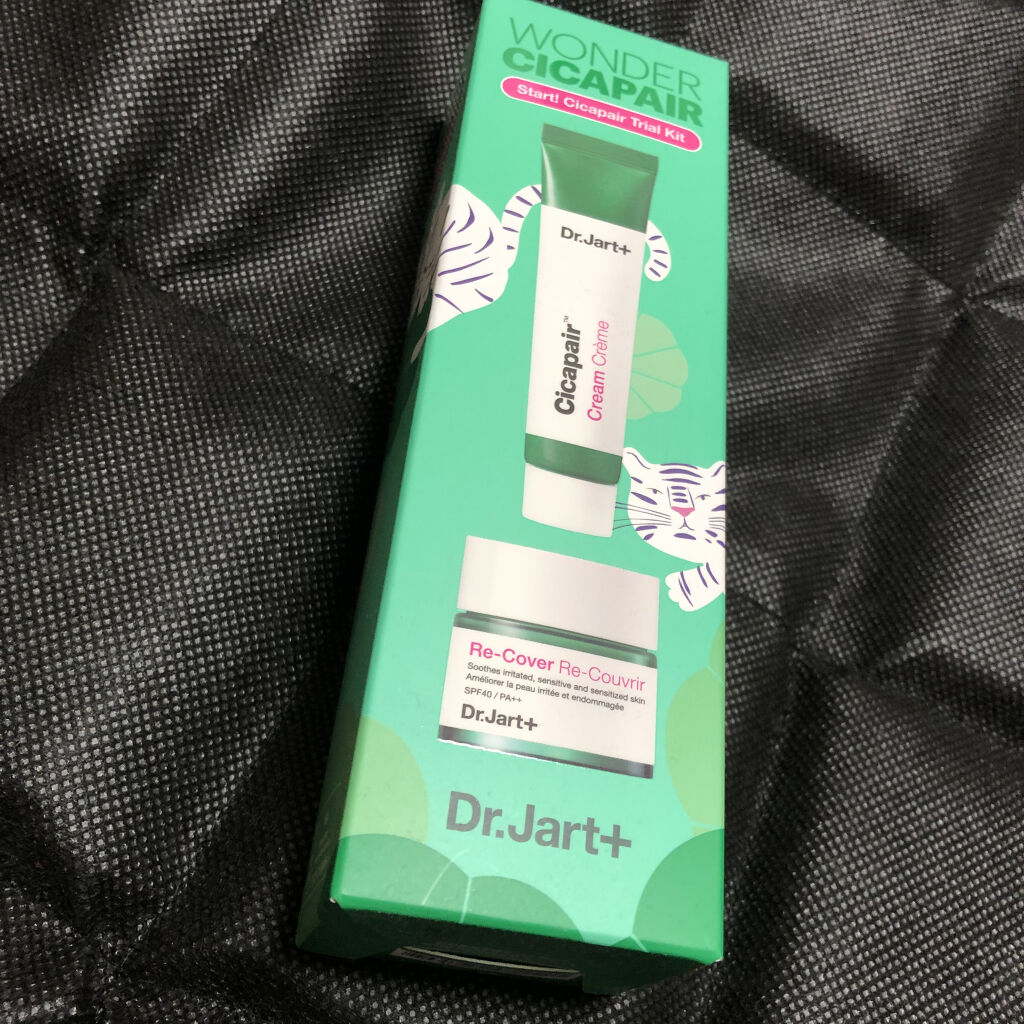 WONDER
CICAPAIR
Start! Cicapair Trial Kit
Dr.Jart+
Cicapair™
Cream Crème
Re-Cover Re-Couvrir
Soothes irritated, sensitive and sensitized skin
Améliorer la peau irritée et endommagée
SPF40 / PA++
Dr.Jart+
Dr.Jart+